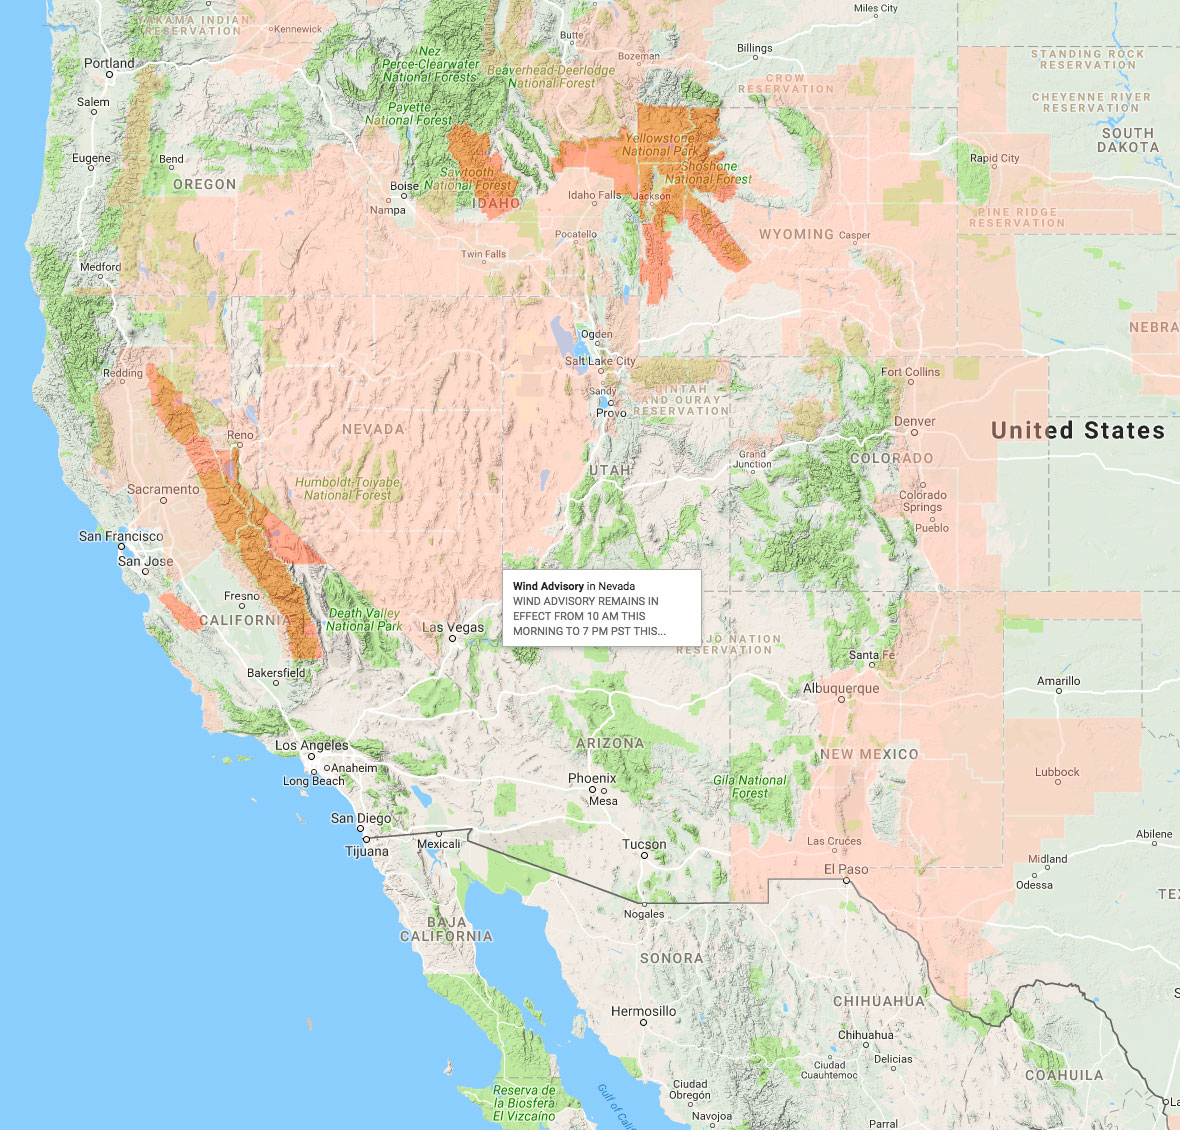 Miles City
YAKAMA INDIAN
RESERVATION
Kennewick
Butte
Bozeman
Billings
Nez
Perce-Clearwater
National Forests
Beaverhead-Deerlodge
National Forest
STANDING ROCK
RESERVATION
Portland
CROW
RESERVATION
CHEYENNE RIVER
RESERVATION
Salem
Payette
National Forest
SOUTH
DAKOTA
Eugene
Bend
Yellowstone
National Park
Rapid City
OREGON
Boise
Sawtooth
National Forest
Shoshone
National Forest
Nampa
IDAHO
Idaho Falls
Jackson
PINE RIDGE
RESERVATION
Pocatello
WYOMING
Casper
Medford
Twin Falls
NEBRA
Ogden
Salt Lake City
Redding
Sandy
Provo
UINTAH
AND OURAY
RESERVATION
Fort Collins
Reno
NEVADA
Denver
United States
Grand
Junction
COLORADO
UTAH
Sacramento
Humboldt-Toiyabe
National Forest
Colorado
Springs
Pueblo
San Francisco
San Jose
Wind Advisory in Nevada
WIND ADVISORY REMAINS IN
EFFECT FROM 10 AM THIS
MORNING TO 7 PM PST THIS...
Fresno
CALIFORNIA
Death Valley
National Park
Las Vegas
JO NATION
RESERVATION
Santa Fe
Bakersfield
Albuquerque
Amarillo
Los Angeles
Anaheim
Long Beach
ARIZONA
NEW MEXICO
Phoenix
Mesa
Gila National
Forest
Lubbock
San Diego
Tijuana
Mexicali
Tucson
Las Cruces
Abilene
El Paso
Midland
Odessa
TE
Nogales
BAJA
CALIFORNIA
SONORA
CHIHUAHUA
Hermosillo
Chihuahua
Ciudad
Cuauhtemoc
Delicias
COAHUILA
Reserva de
la Biosfera
El Vizcaíno
Gulf of Cali
Ciudad
Obregón
Navojoa
Parral
La